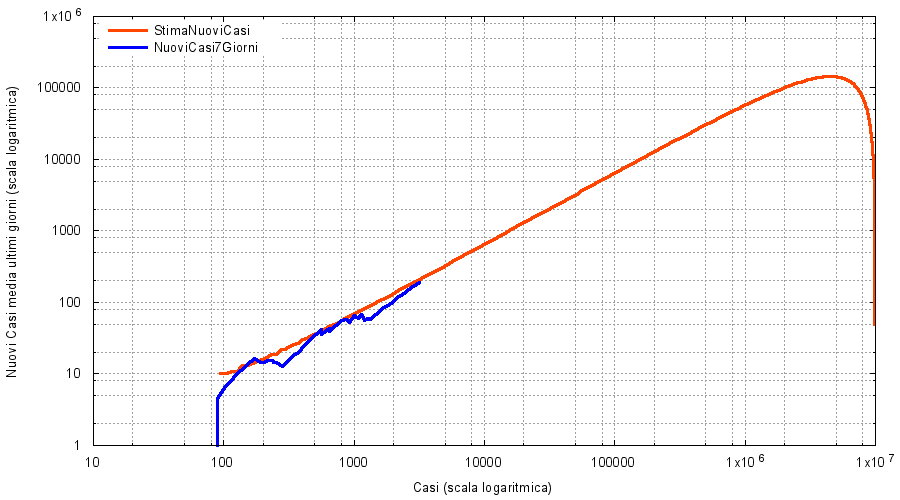 1x10 6
100000
10000
1000
100
10
1
StimaNuoviCasi
NuoviCasi7Giorni
Nuovi Casi media ultimi giorni (scala logaritmica)
10 100 1000 10000 100000 1x10 6 1x10 7
Casi (scala logaritmica)